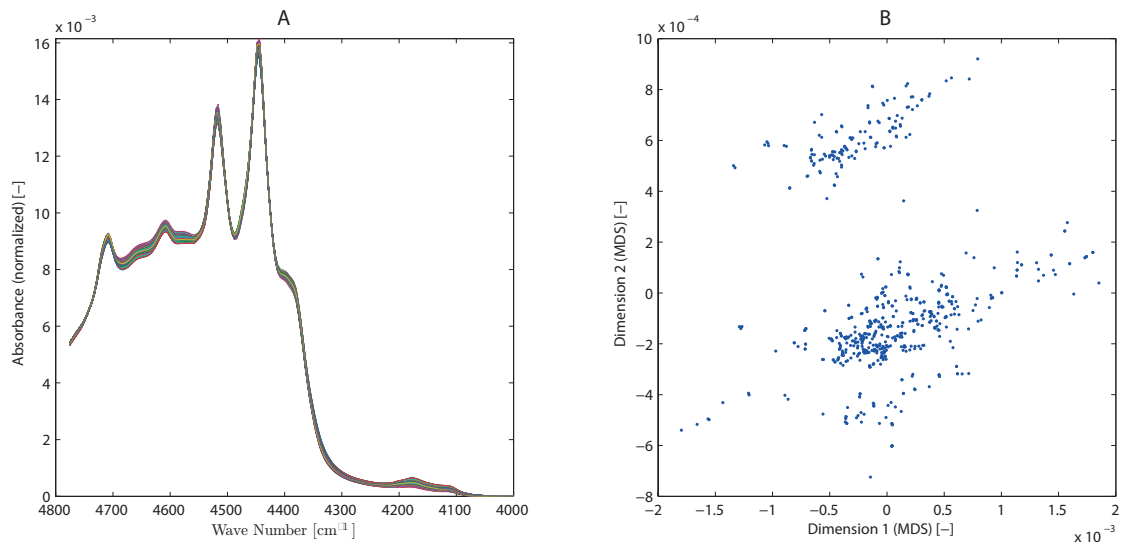 A
x 10⁻³
16
14
12
10
8
6
4
2
0
4800 4700 4600 4500 4400 4300 4200 4100 4000
Wave Number [cm□1]
Absorbance (normalized) [−]
B
x 10⁻⁴
10
8
6
4
2
0
−2
−4
−6
−8
−2 −1.5 −1 −0.5 0 0.5 1 1.5 2
Dimension 1 (MDS) [−]
x 10⁻³
Dimension 2 (MDS) [−]